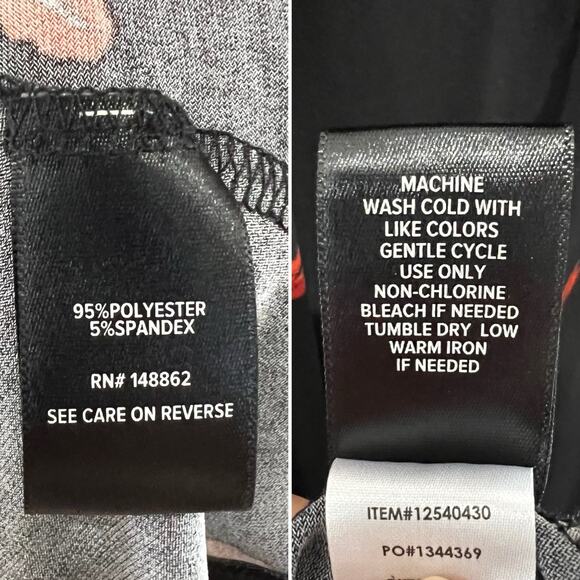 95%POLYESTER
5%SPANDEX
RN# 148862
SEE CARE ON REVERSE
MACHINE
WASH COLD WITH
LIKE COLORS
GENTLE CYCLE
USE ONLY
NON-CHLORINE
BLEACH IF NEEDED
TUMBLE DRY LOW
WARM IRON
IF NEEDED
ITEM#12540430
PO#1344369